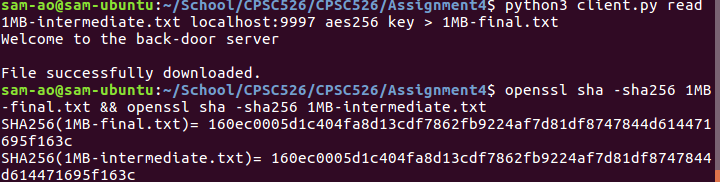 sam-ao@sam-ubuntu:~/School/CPSC526/CPSC526/Assignment4$ python3 client.py read
1MB-intermediate.txt localhost:9997 aes256 key > 1MB-final.txt
Welcome to the back-door server
File successfully downloaded.
sam-ao@sam-ubuntu:~/School/CPSC526/CPSC526/Assignment4$ openssl sha -sha256 1MB
-final.txt && openssl sha -sha256 1MB-intermediate.txt
SHA256(1MB-final.txt)= 160ec0005d1c404fa8d13cdf7862fb9224af7d81df8747844d614471
695f163c
SHA256(1MB-intermediate.txt)= 160ec0005d1c404fa8d13cdf7862fb9224af7d81df8747844
d614471695f163c